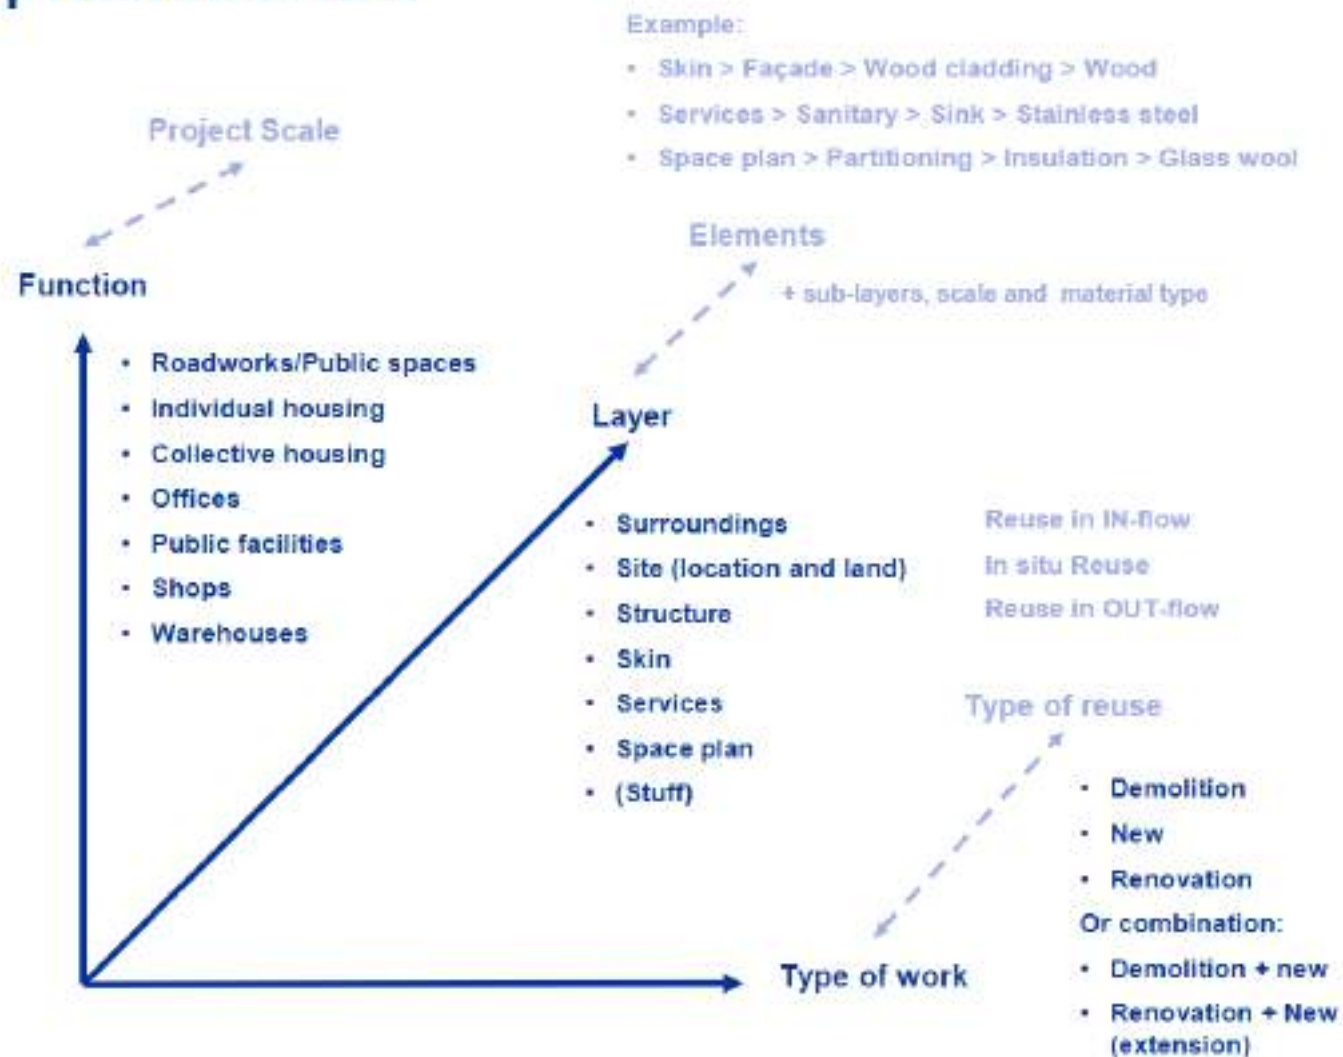 Example:
• Skin > Façade > Wood cladding > Wood
• Services > Sanitary > Sink > Stainless steel
• Space plan > Partitioning > Insulation > Glass wool
Project Scale
Elements
+ sub-layers, scale and material type
Function
• Roadworks/Public spaces
• Individual housing
• Collective housing
• Offices
• Public facilities
• Shops
• Warehouses
Layer
• Surroundings
• Site (location and land)
• Structure
• Skin
• Services
• Space plan
• (Stuff)
Reuse in IN-flow
In situ Reuse
Reuse in OUT-flow
Type of reuse
• Demolition
• New
• Renovation
Or combination:
• Demolition + new
• Renovation + New
(extension)
Type of work